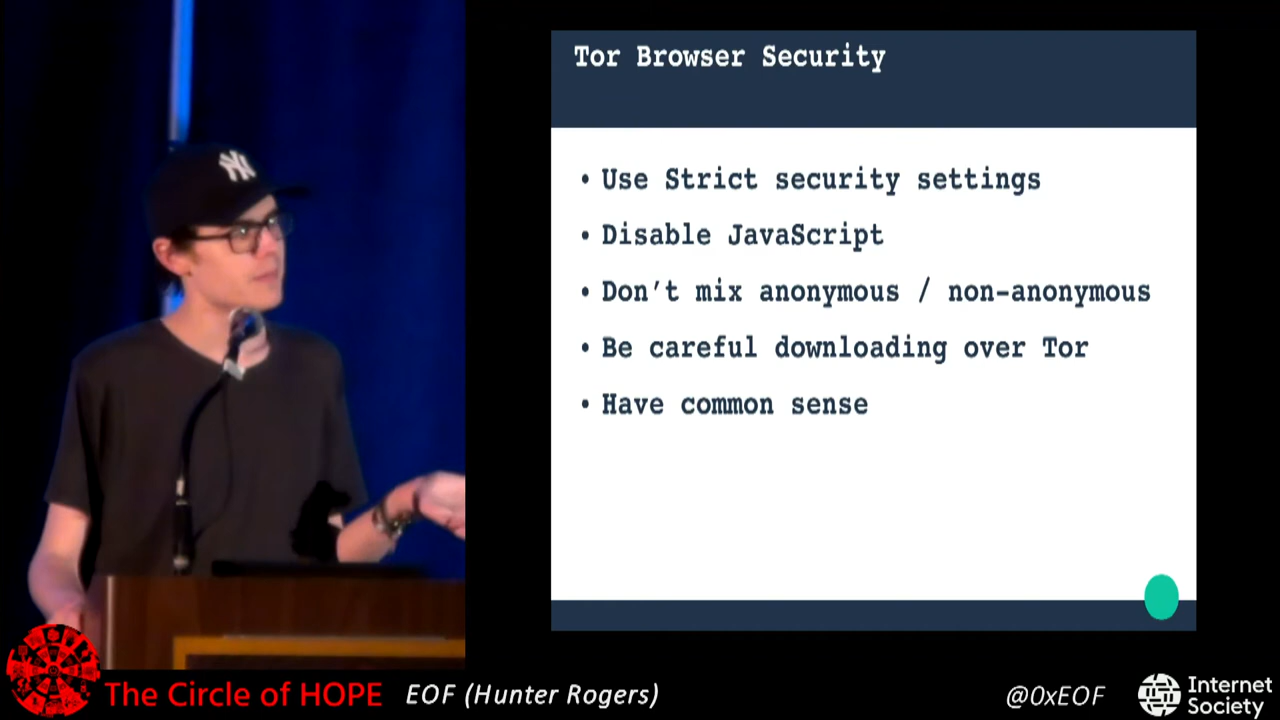 NY
Tor Browser Security
• Use Strict security settings
• Disable JavaScript
• Don't mix anonymous / non-anonymous
• Be careful downloading over Tor
• Have common sense
The Circle of HOPE
EOF (Hunter Rogers)
@0xEOF
Internet
Society